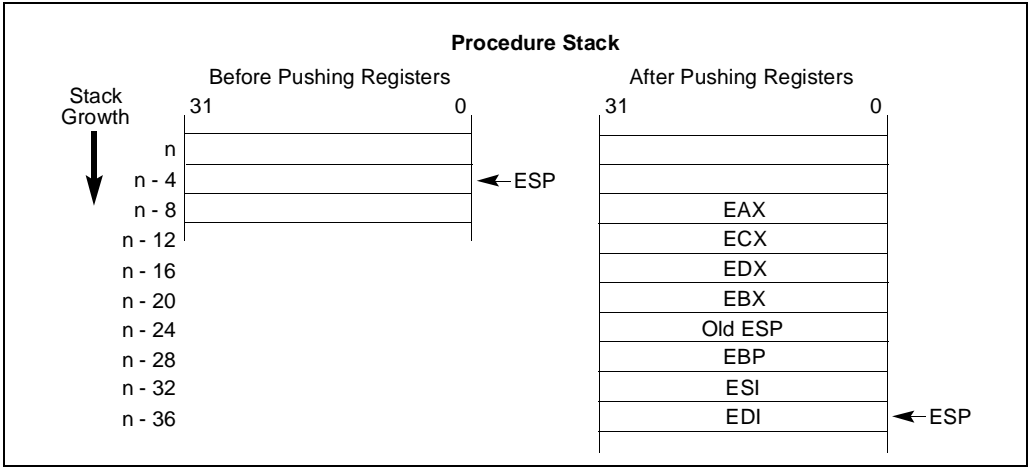 Procedure Stack
Before Pushing Registers After Pushing Registers
Stack
Growth
31 0 31 0
n
n - 4 ESP
n - 8 EAX
n - 12 ECX
n - 16 EDX
n - 20 EBX
n - 24 Old ESP
n - 28 EBP
n - 32 ESI
n - 36 EDI ESP